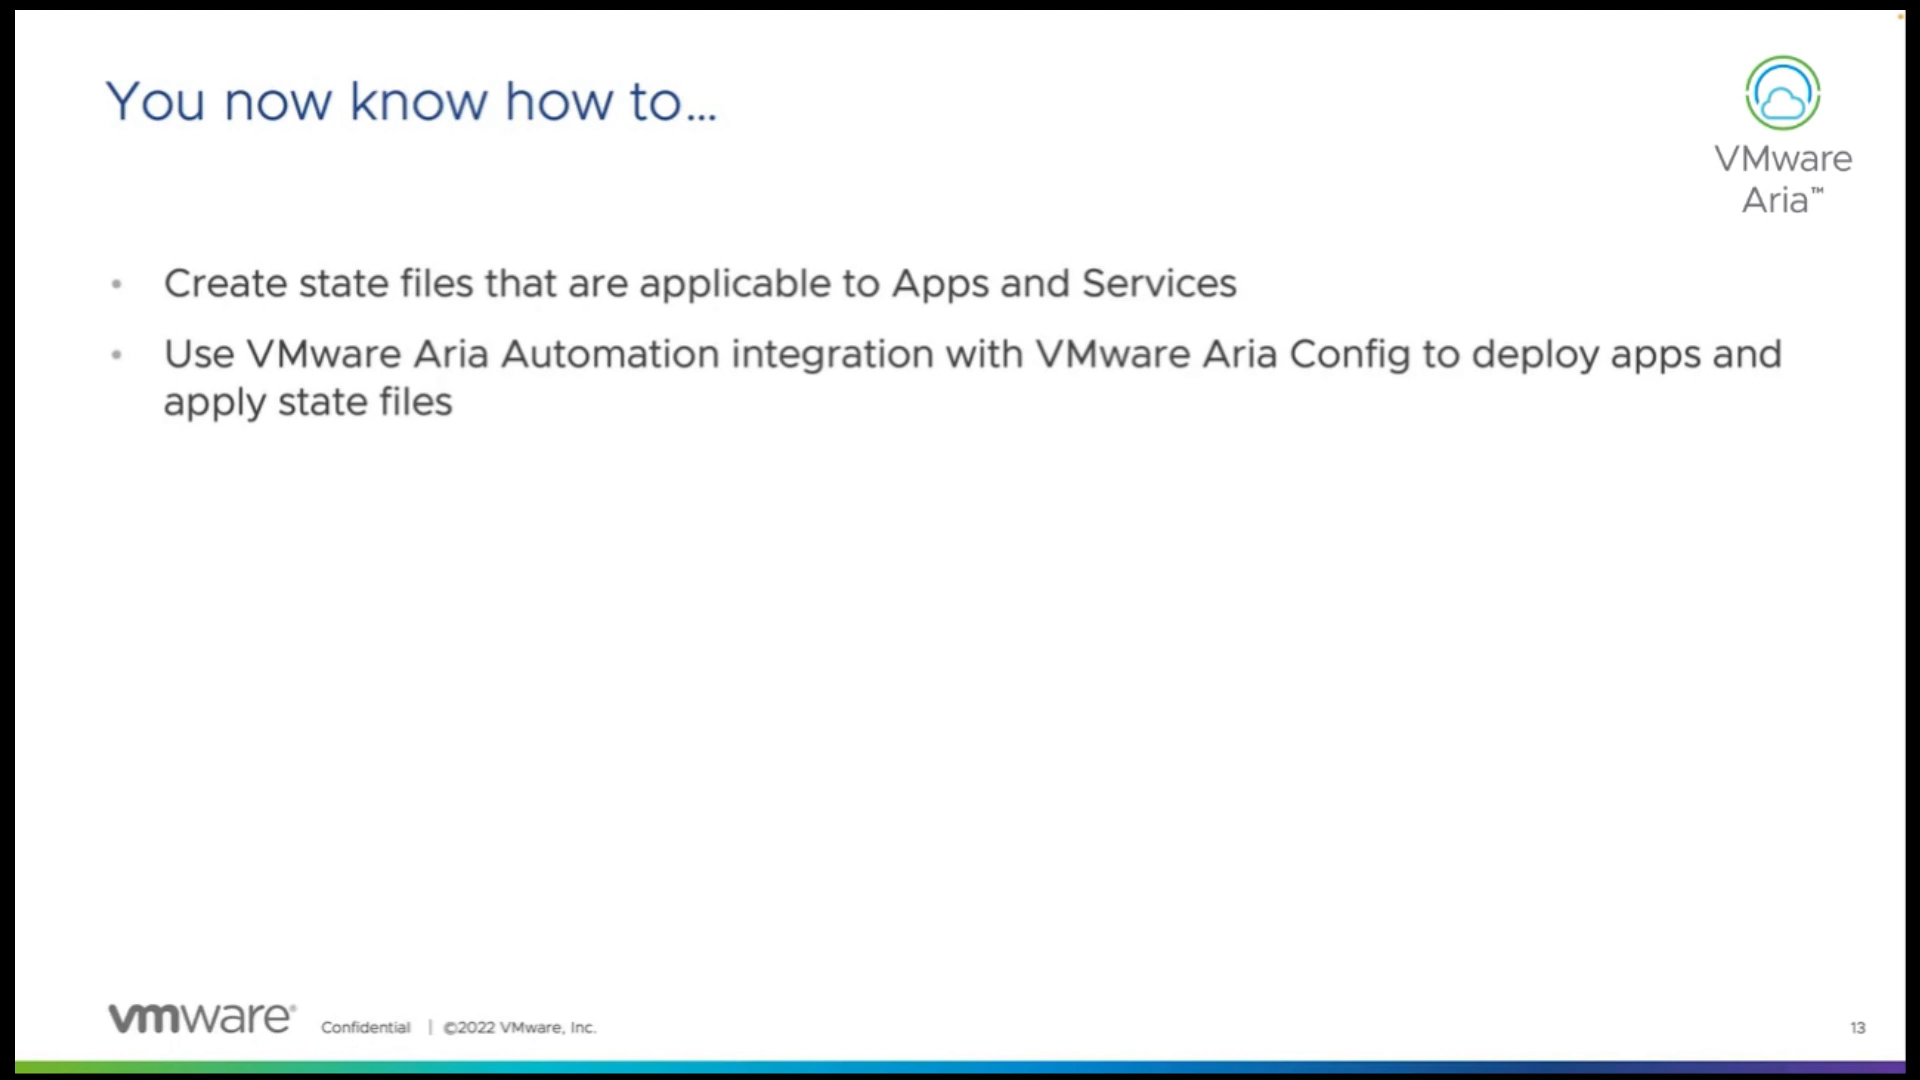 You now know how to...
VMware
Aria™
• Create state files that are applicable to Apps and Services
• Use VMware Aria Automation integration with VMware Aria Config to deploy apps and
apply state files
vmware®
Confidential | ©2022 VMware, Inc.
13